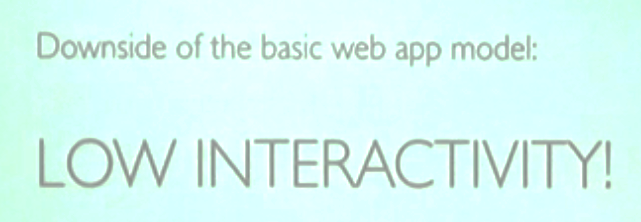 Downside of the basic web app model:
LOW INTERACTIVITY!